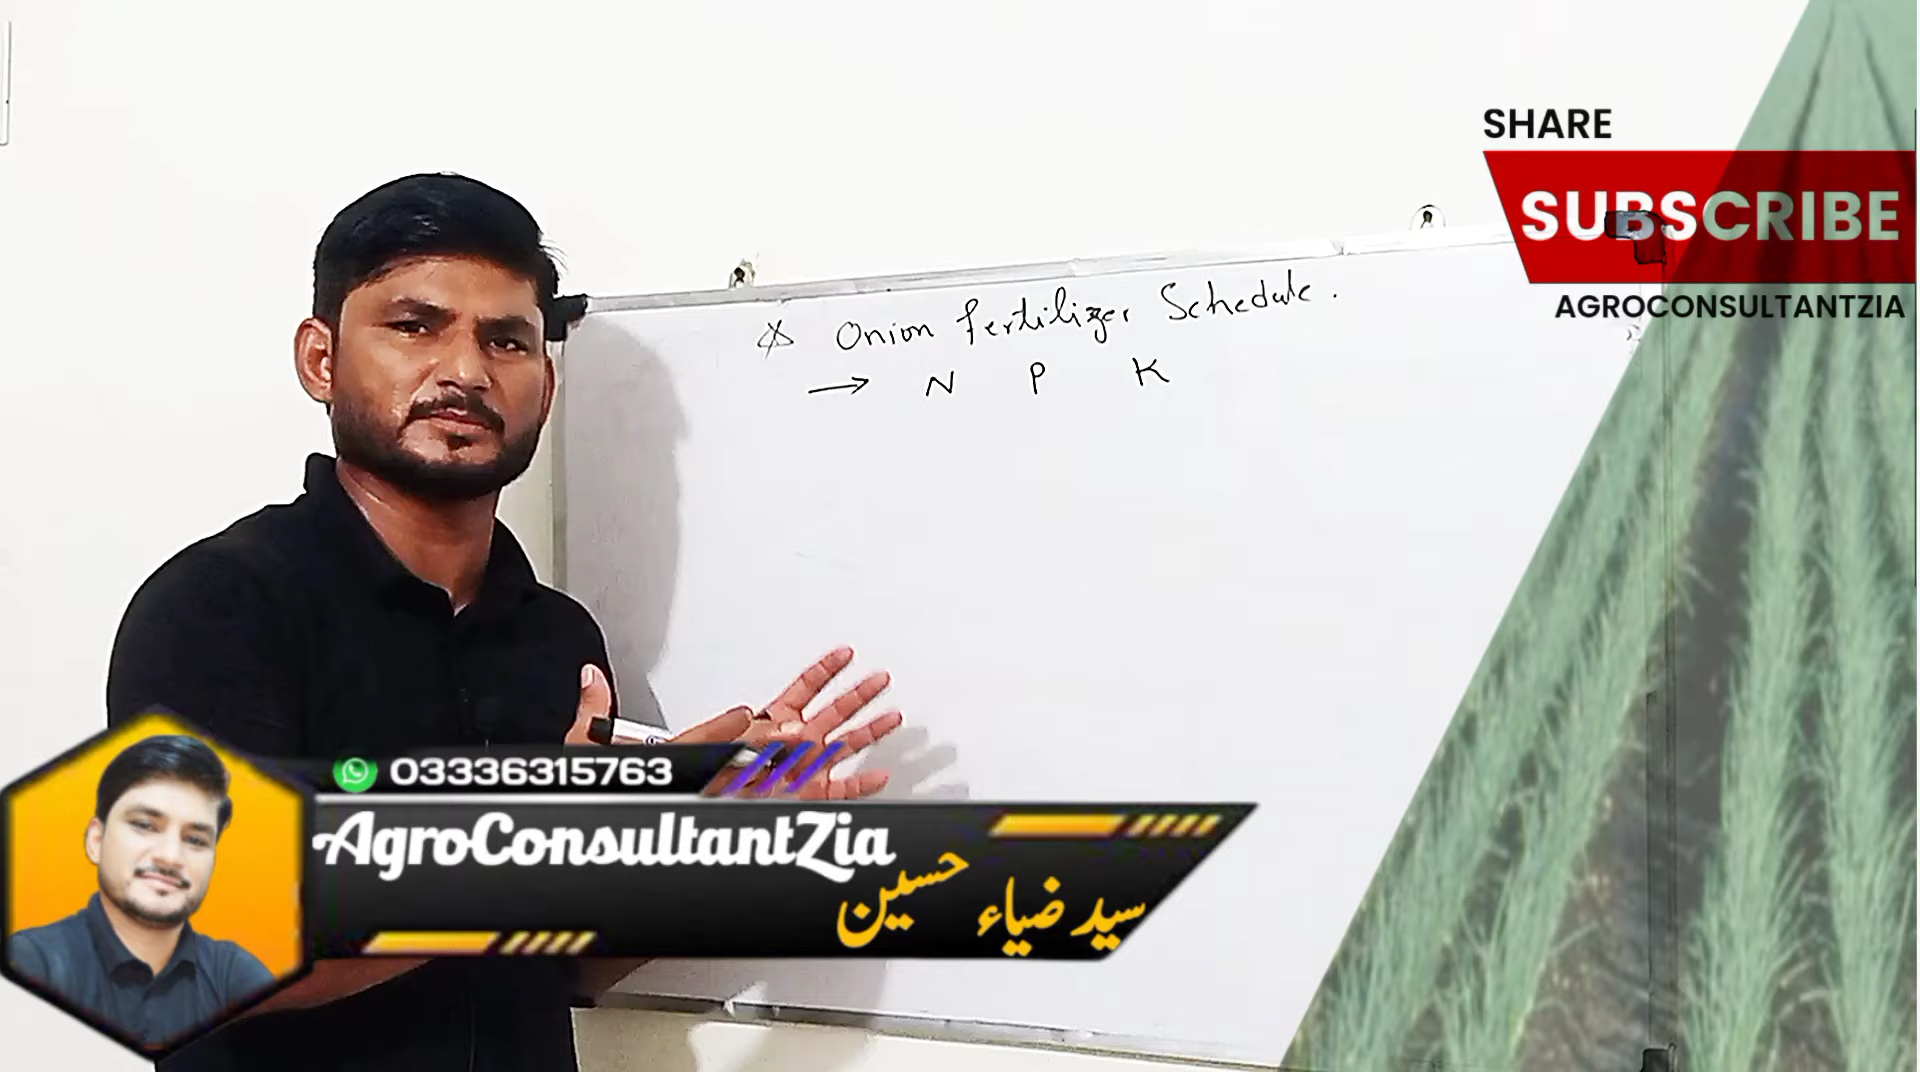 SHARE
SUBSCRIBE
AGROCONSULTANTZIA
Onion Fertilizer Schedule.
→ N P K
03336315763
AgroConsultantZia
سید ضیاء حسین